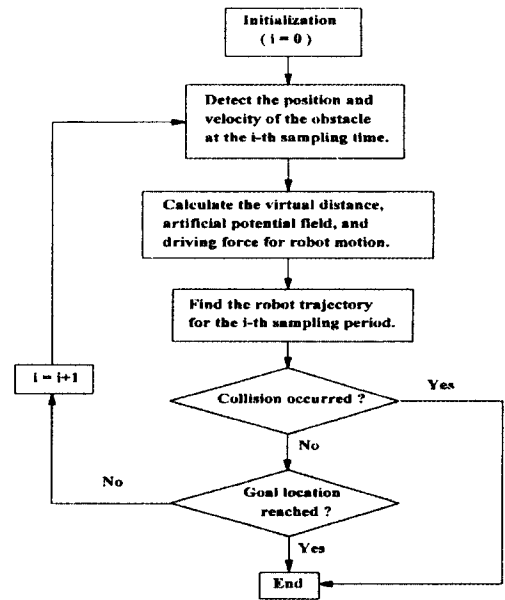 Initialization
( i = 0 )
Detect the position and
velocity of the obstacle
at the i-th sampling time.
Calculate the virtual distance,
artificial potential field, and
driving force for robot motion.
Find the robot trajectory
for the i-th sampling period.
i = i+1
Collision occurred ?
Yes
No
Goal location
reached ?
No
Yes
End